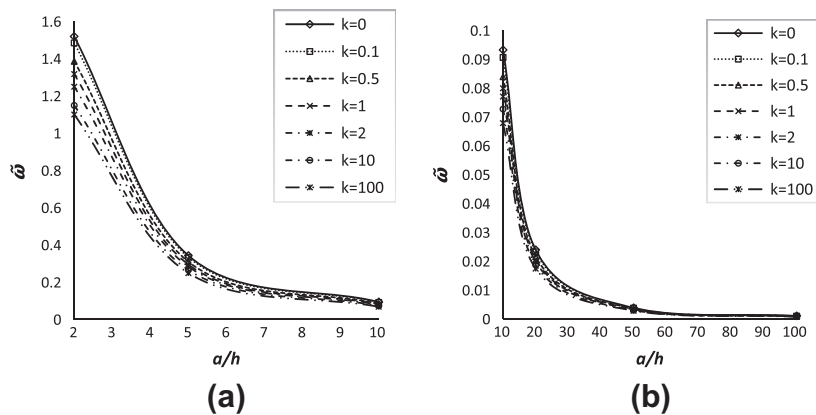 1.6
1.4
1.2
1
0.8
0.6
0.4
0.2
0
ω̃
2 3 4 5 6 7 8 9 10
a/h
k=0
k=0.1
k=0.5
k=1
k=2
k=10
k=100
(a)
0.1
0.09
0.08
0.07
0.06
0.05
0.04
0.03
0.02
0.01
0
ω̃
10 20 30 40 50 60 70 80 90 100
a/h
k=0
k=0.1
k=0.5
k=1
k=2
k=10
k=100
(b)